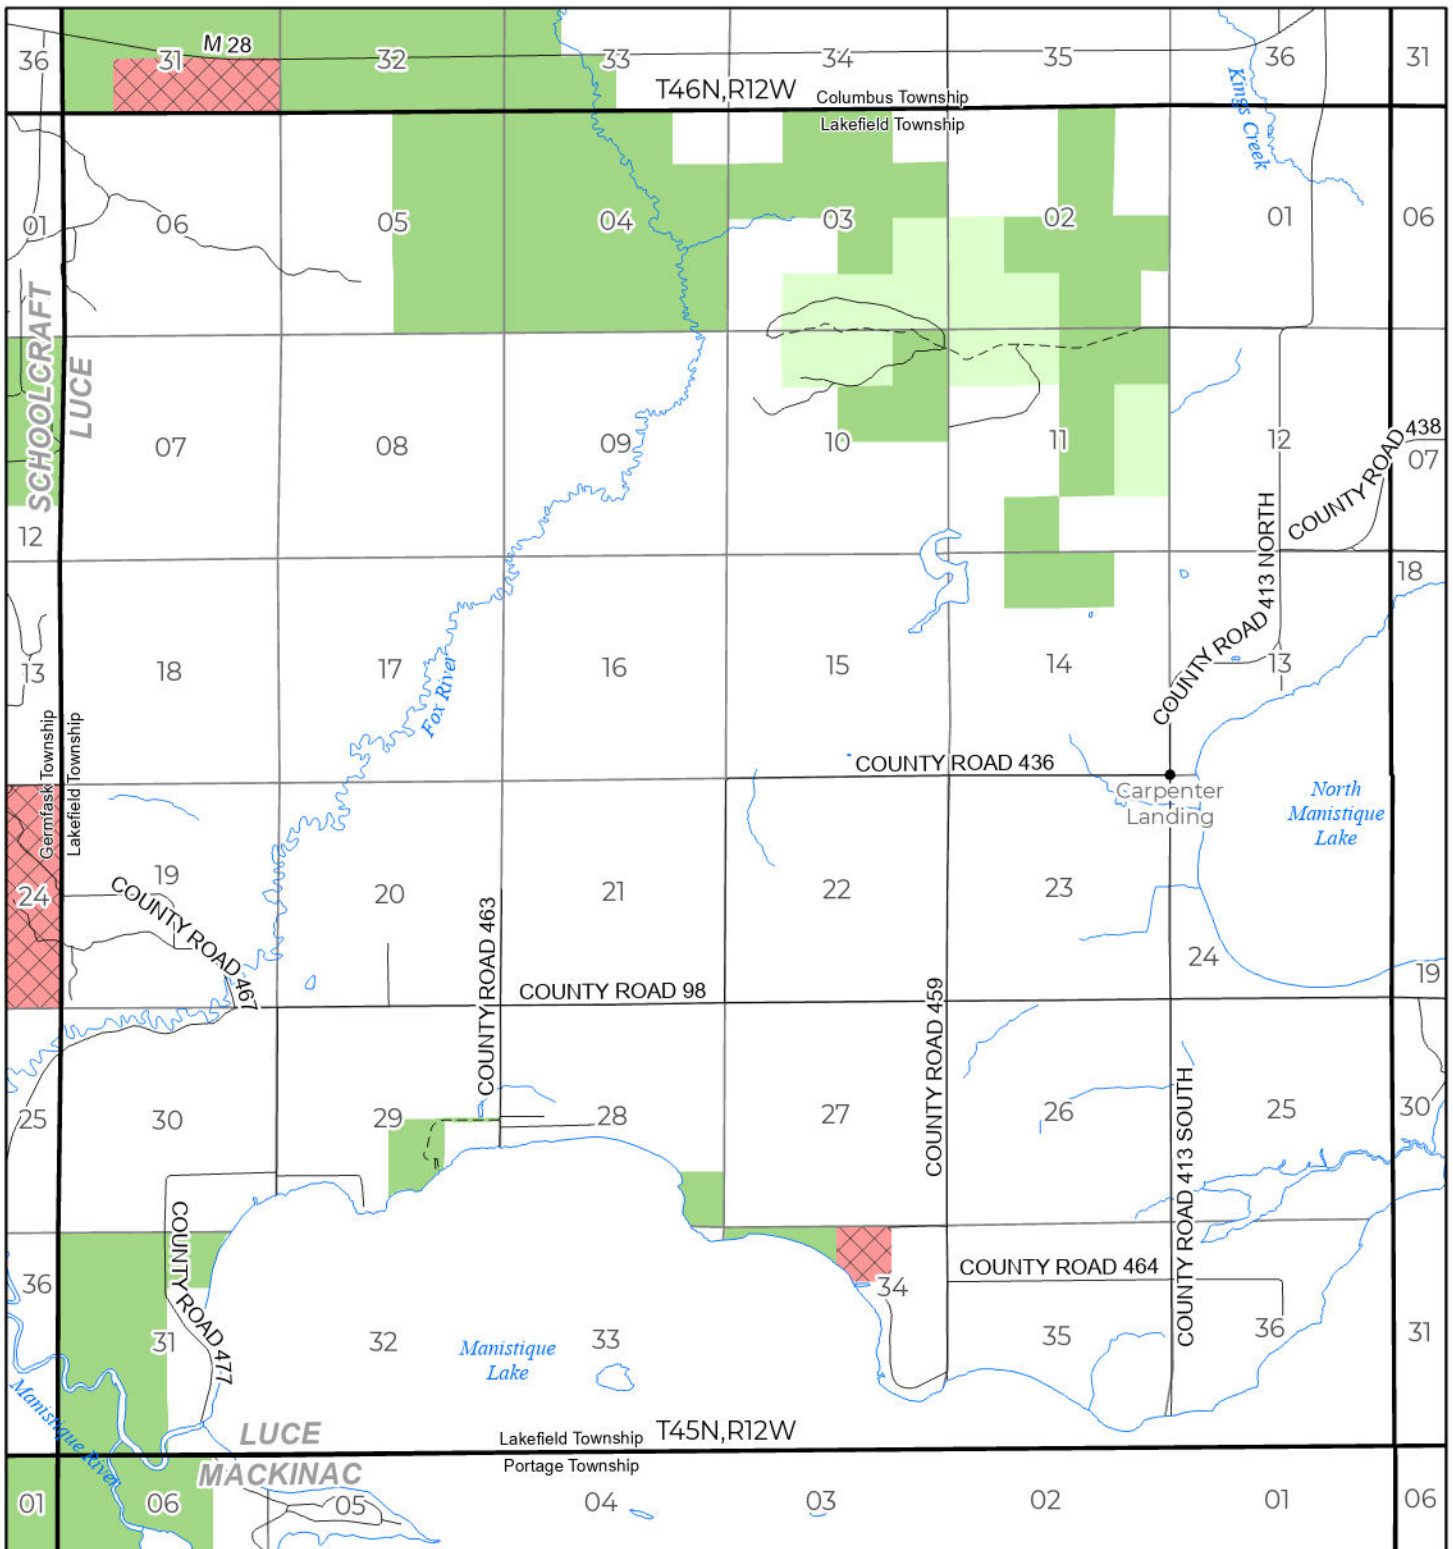 M 28
36
31
32
33
34
35
36
31
T46N,R12W
Columbus Township
Lakefield Township
Kings Creek
01
06
05
04
03
02
01
06
SCHOOLCRAFT
LUCE
07
08
09
10
11
12
COUNTY ROAD 438
07
12
COUNTY ROAD 413 NORTH
18
13
18
17
16
15
14
13
Fox River
Germfask Township
Lakefield Township
COUNTY ROAD 436
Carpenter
Landing
North
Manistique
Lake
24
19
20
21
22
23
24
19
COUNTY ROAD 467
COUNTY ROAD 463
COUNTY ROAD 98
COUNTY ROAD 459
25
30
29
28
27
26
25
30
COUNTY ROAD 413 SOUTH
COUNTY ROAD 477
COUNTY ROAD 464
36
31
32
33
34
35
36
31
Manistique
Lake
Manistique River
LUCE
MACKINAC
Lakefield Township
Portage Township
T45N,R12W
01
06
05
04
03
02
01
06